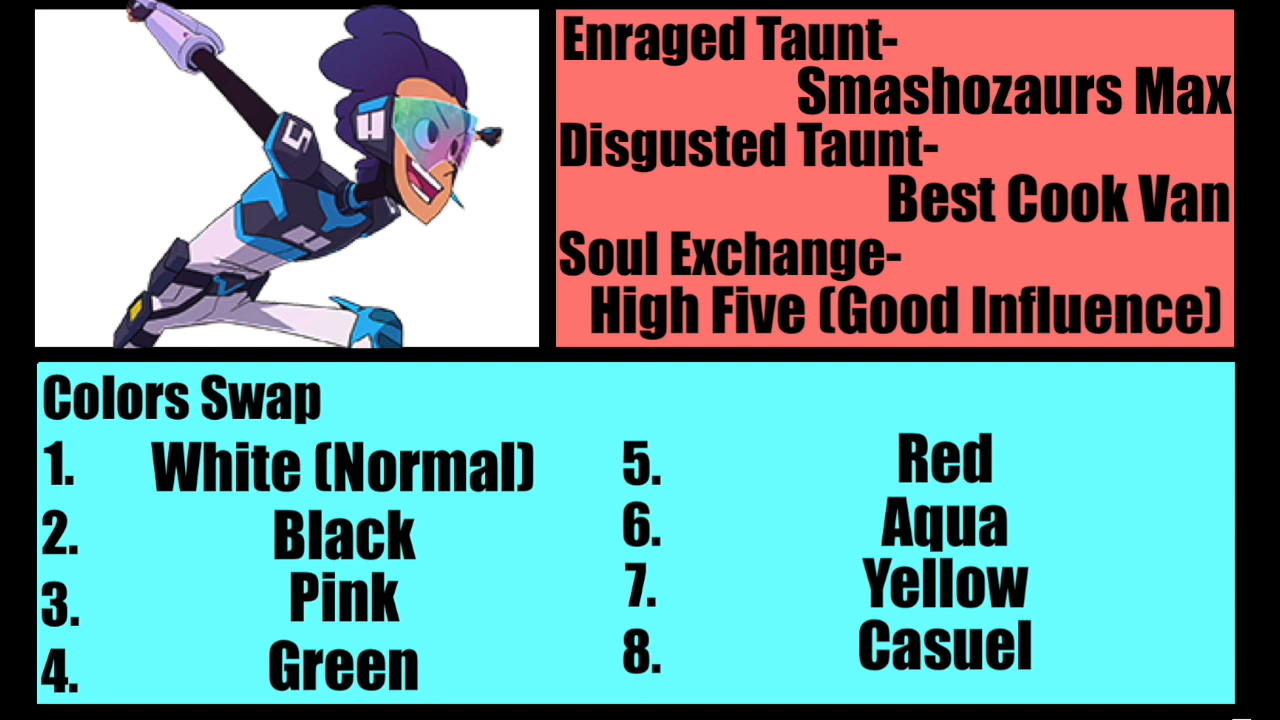 Enraged Taunt-
Smashozaurs Max
Disgusted Taunt-
Best Cook Van
Soul Exchange-
High Five (Good Influence)
Colors Swap
1. White (Normal)
2. Black
3. Pink
4. Green
5. Red
6. Aqua
7. Yellow
8. Casuel